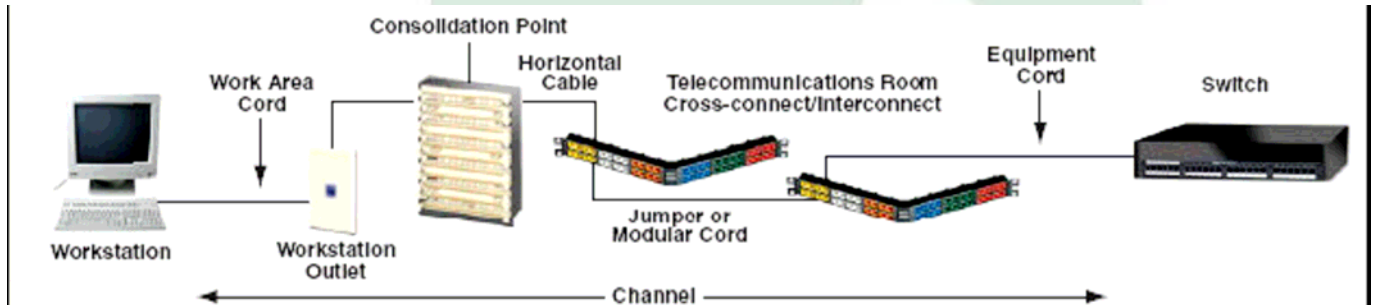 Consolidation Point
Work Area
Cord
Horizontal
Cable
Telecommunications Room
Cross-connect/Interconnect
Equipment
Cord
Switch
Workstation
Workstation
Outlet
Jumper or
Modular Cord
Channel